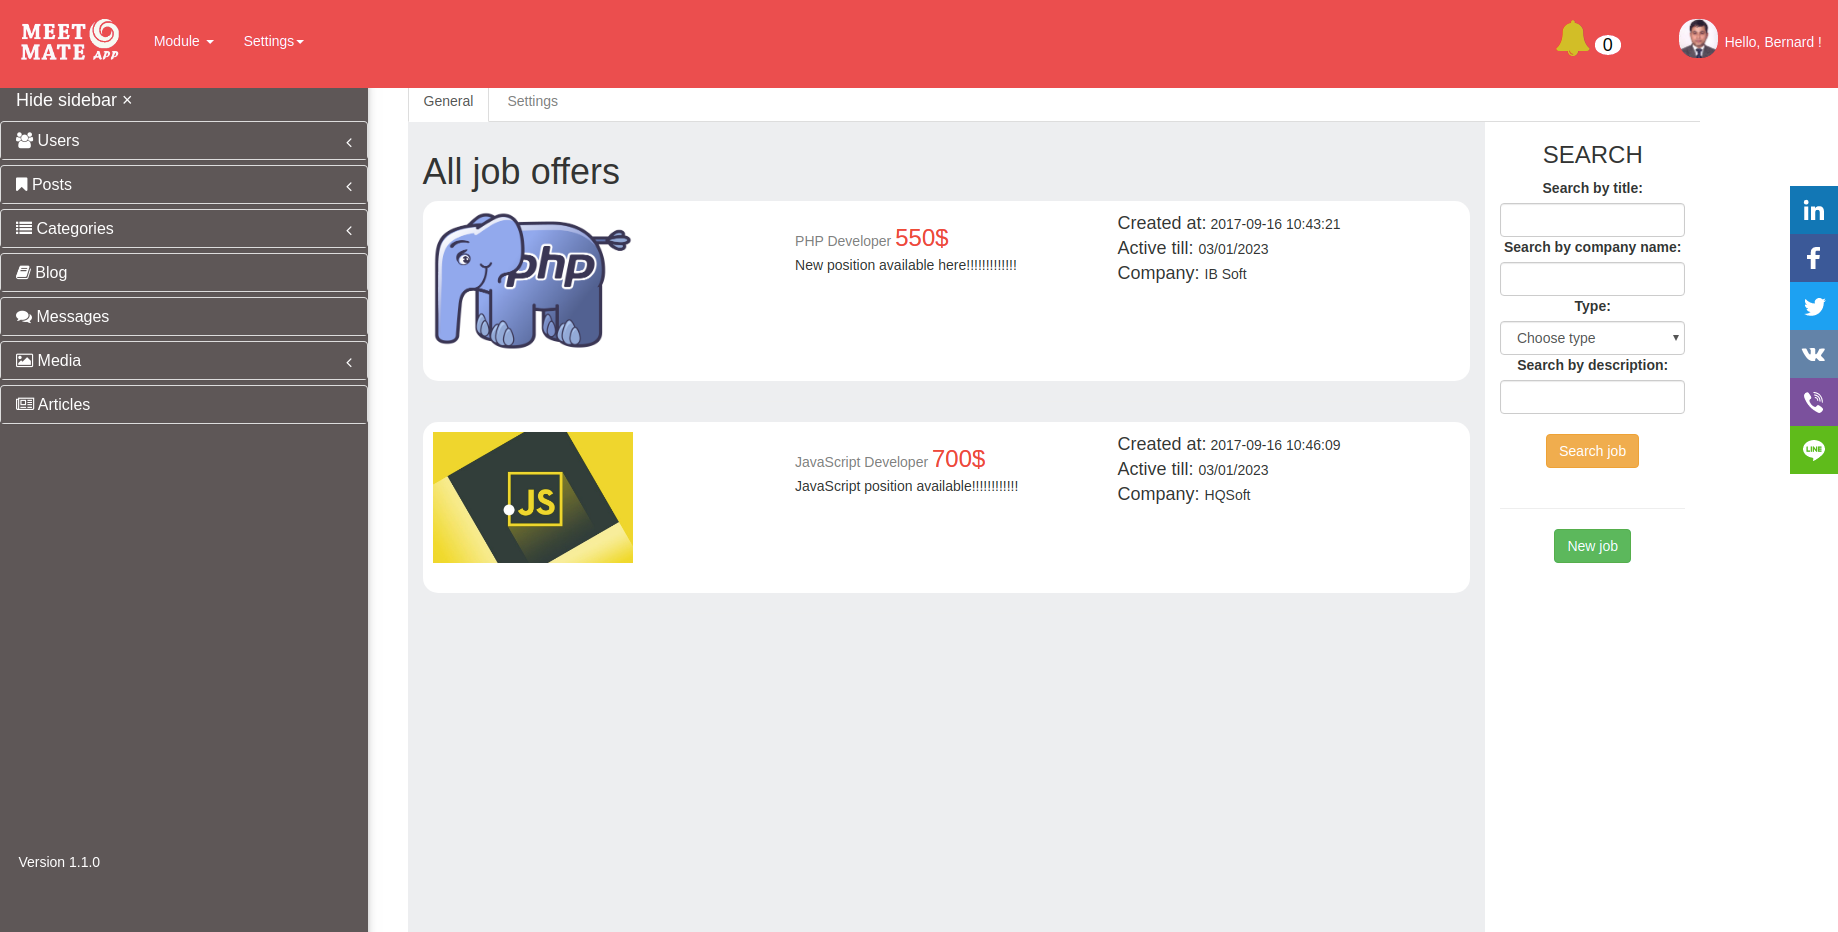 MEET
MATE APP
Module
Settings
0
Hello, Bernard !
Hide sidebar ×
Users
Posts
Categories
Blog
Messages
Media
Articles
Version 1.1.0
General
Settings
All job offers
php
PHP Developer 550$
New position available here!!!!!!!!!!!!!
Created at: 2017-09-16 10:43:21
Active till: 03/01/2023
Company: IB Soft
JS
JavaScript Developer 700$
JavaScript position available!!!!!!!!!!!!
Created at: 2017-09-16 10:46:09
Active till: 03/01/2023
Company: HQSoft
SEARCH
Search by title:
Search by company name:
Type:
Choose type
Search by description:
Search job
New job
in
f
LINE